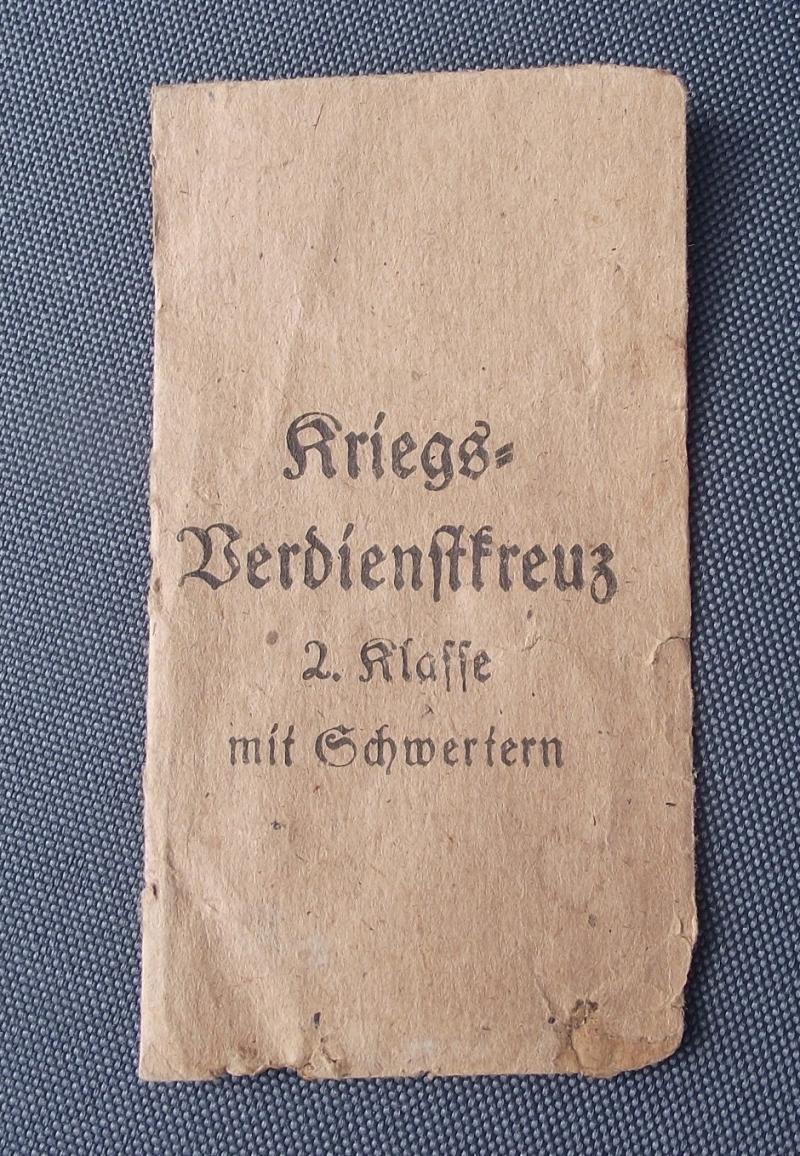 Kriegs-
Verdienstkreuz
2. Klasse
mit Schwertern